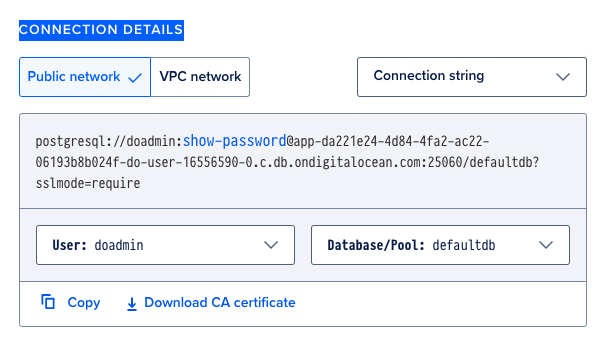 CONNECTION DETAILS
Public network VPC network Connection string
postgresql://doadmin:show-password@app-da221e24-4d84-4fa2-ac22-
06193b8b024f-do-user-16556590-0.c.db.ondigitalocean.com:25060/defaultdb?
sslmode=require
User: doadmin Database/Pool: defaultdb
Copy Download CA certificate